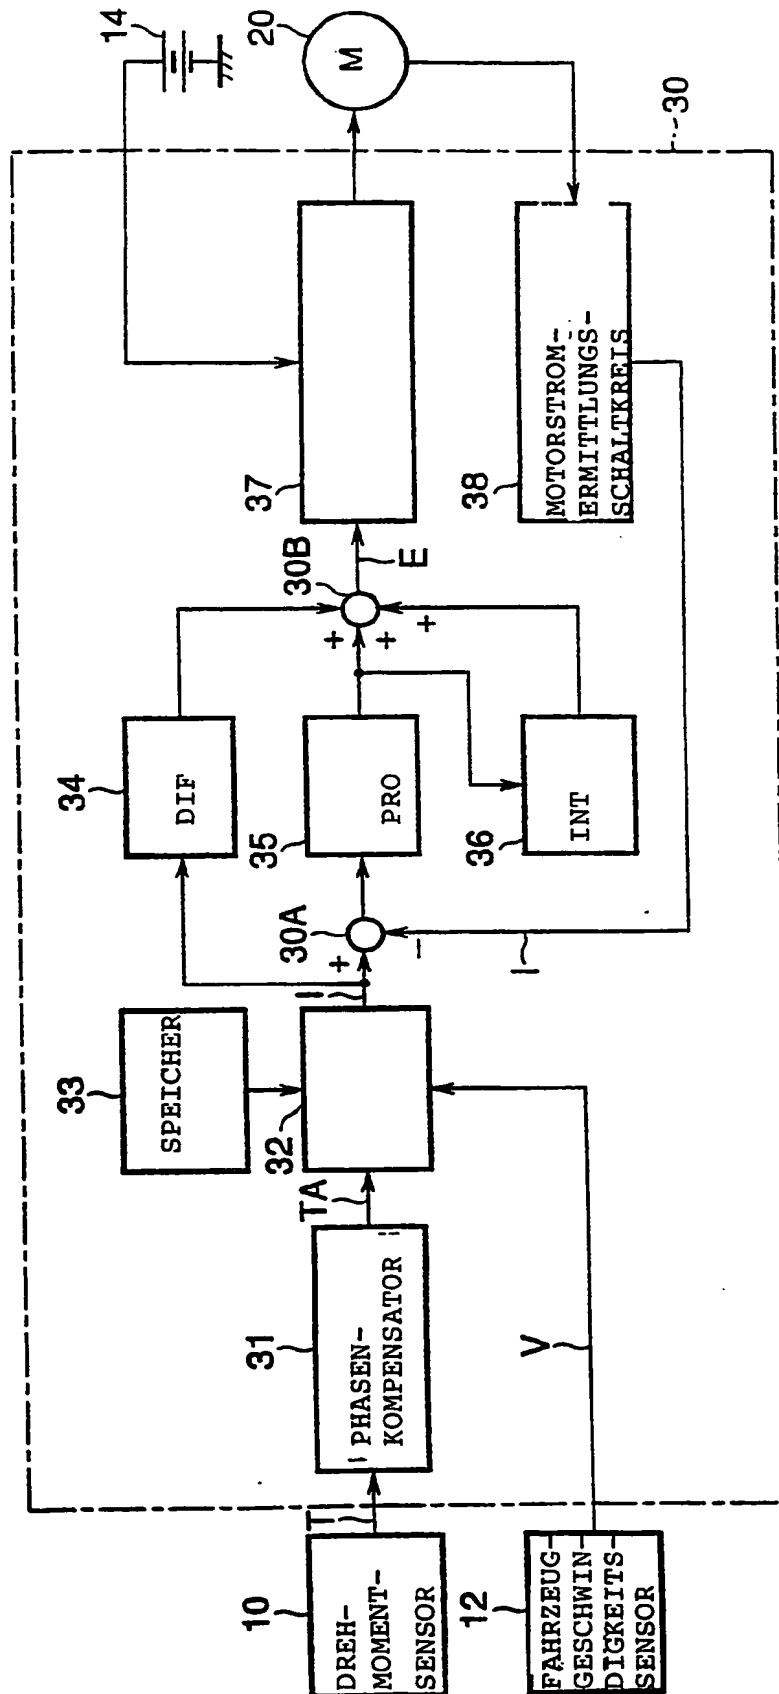 10
DREH-
MOMENT-
SENSOR
T
12
FAHRZEUG-
GESCHWIN-
DIGKEITS-
SENSOR
V
31
PHASEN-
KOMPENSATOR
TA
33
SPEICHER
32
I
30A
+
−
I
34
DIF
35
PRO
36
INT
30B
+
+
+
E
37
38
MOTORSTROM-
ERMITTLUNGS-
SCHALTKREIS
14
20
M
30